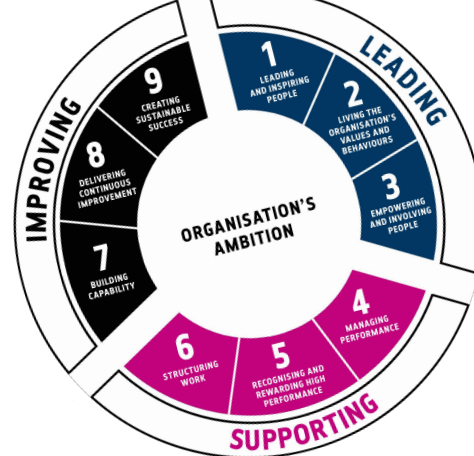 ORGANISATION'S
AMBITION
LEADING
1
LEADING
AND INSPIRING
PEOPLE
2
LIVING THE
ORGANISATION'S
VALUES AND
BEHAVIOURS
3
EMPOWERING
AND INVOLVING
PEOPLE
SUPPORTING
4
MANAGING
PERFORMANCE
5
RECOGNISING AND
REWARDING HIGH
PERFORMANCE
6
STRUCTURING
WORK
IMPROVING
7
BUILDING
CAPABILITY
8
DELIVERING
CONTINUOUS
IMPROVEMENT
9
CREATING
SUSTAINABLE
SUCCESS